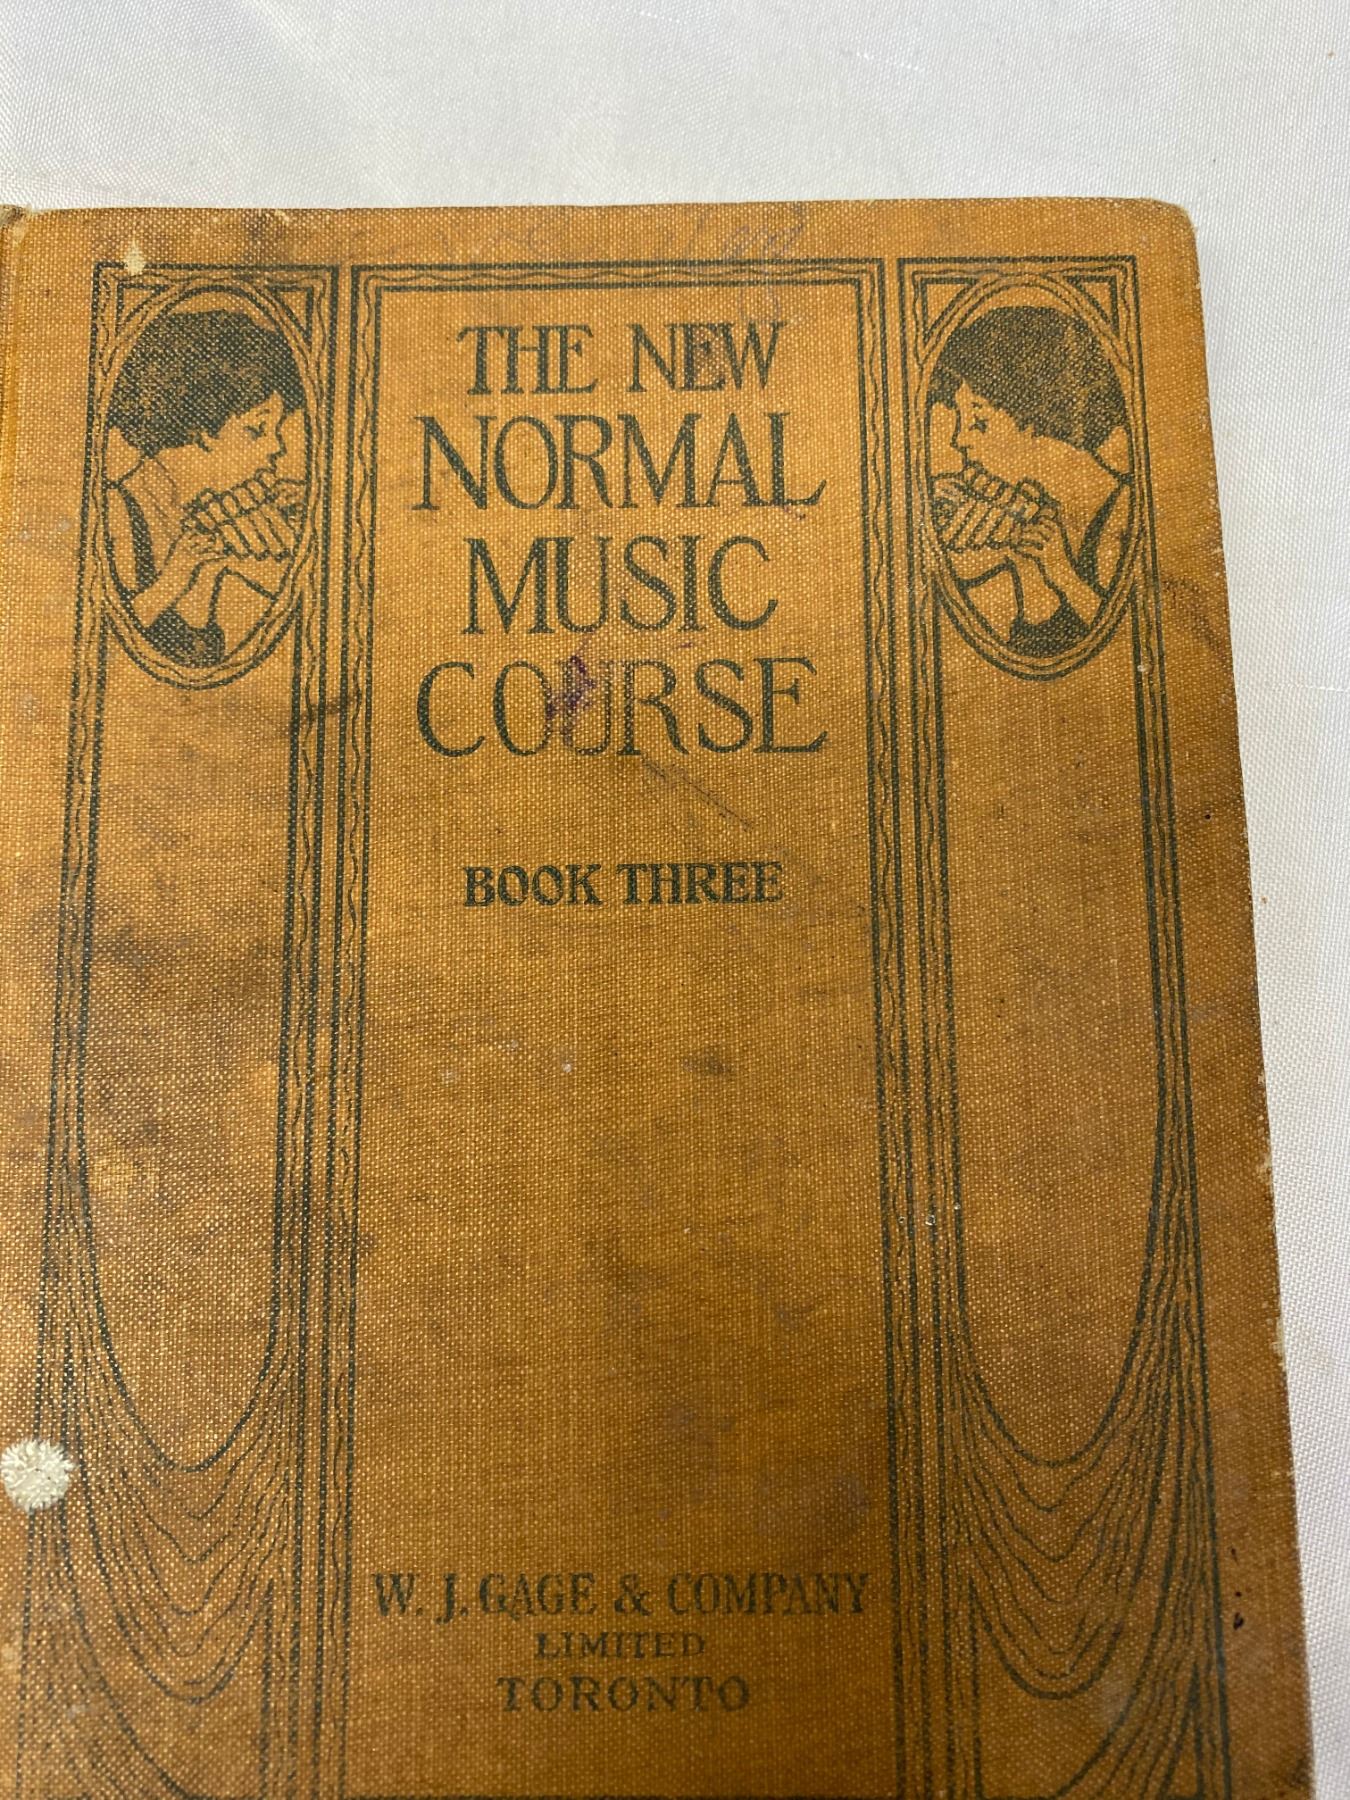 THE NEW
NORMAL
MUSIC
COURSE
BOOK THREE
W. J. GAGE & COMPANY
LIMITED
TORONTO